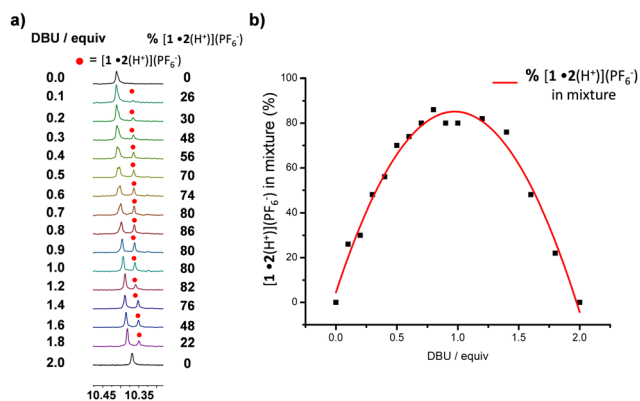 a)
DBU / equiv % [1 •2(H⁺)](PF₆⁻)
● = [1 •2(H⁺)](PF₆⁻)
0.0 0
0.1 26
0.2 30
0.3 48
0.4 56
0.5 70
0.6 74
0.7 80
0.8 86
0.9 80
1.0 80
1.2 82
1.4 76
1.6 48
1.8 22
2.0 0
10.45 10.35
b)
% [1 •2(H⁺)](PF₆⁻)
in mixture
[1 •2(H⁺)](PF₆⁻) in mixture (%)
100
80
60
40
20
0
0.0 0.5 1.0 1.5 2.0
DBU / equiv